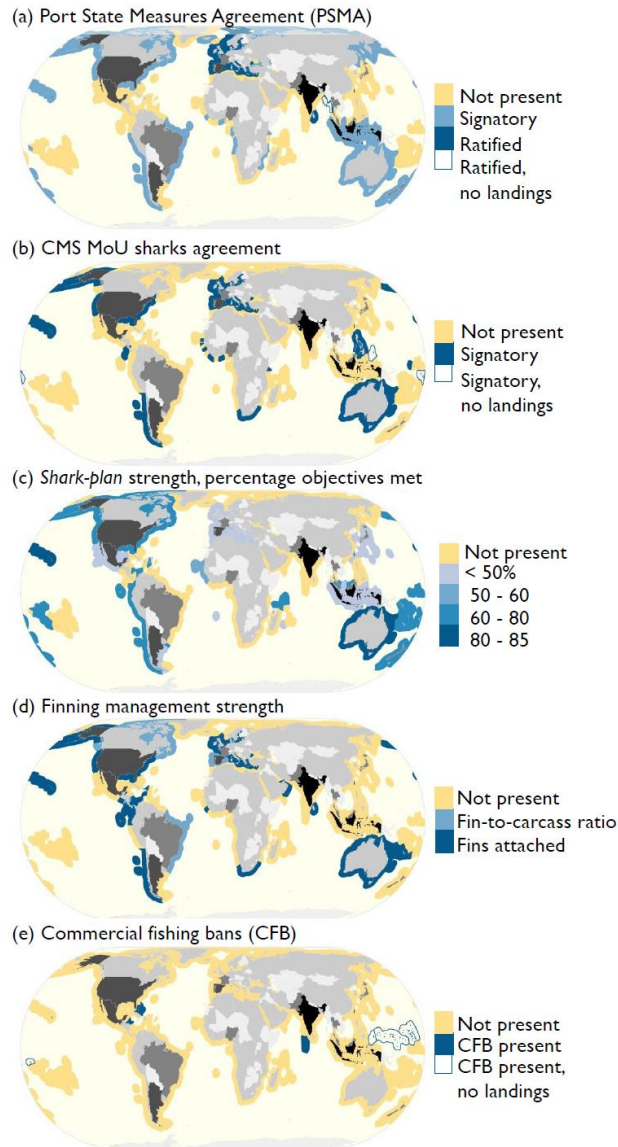 (a) Port State Measures Agreement (PSMA)
Not present
Signatory
Ratified
Ratified,
no landings
(b) CMS MoU sharks agreement
Not present
Signatory
Signatory,
no landings
(c) Shark-plan strength, percentage objectives met
Not present
< 50%
50 - 60
60 - 80
80 - 85
(d) Finning management strength
Not present
Fin-to-carcass ratio
Fins attached
(e) Commercial fishing bans (CFB)
Not present
CFB present
CFB present,
no landings